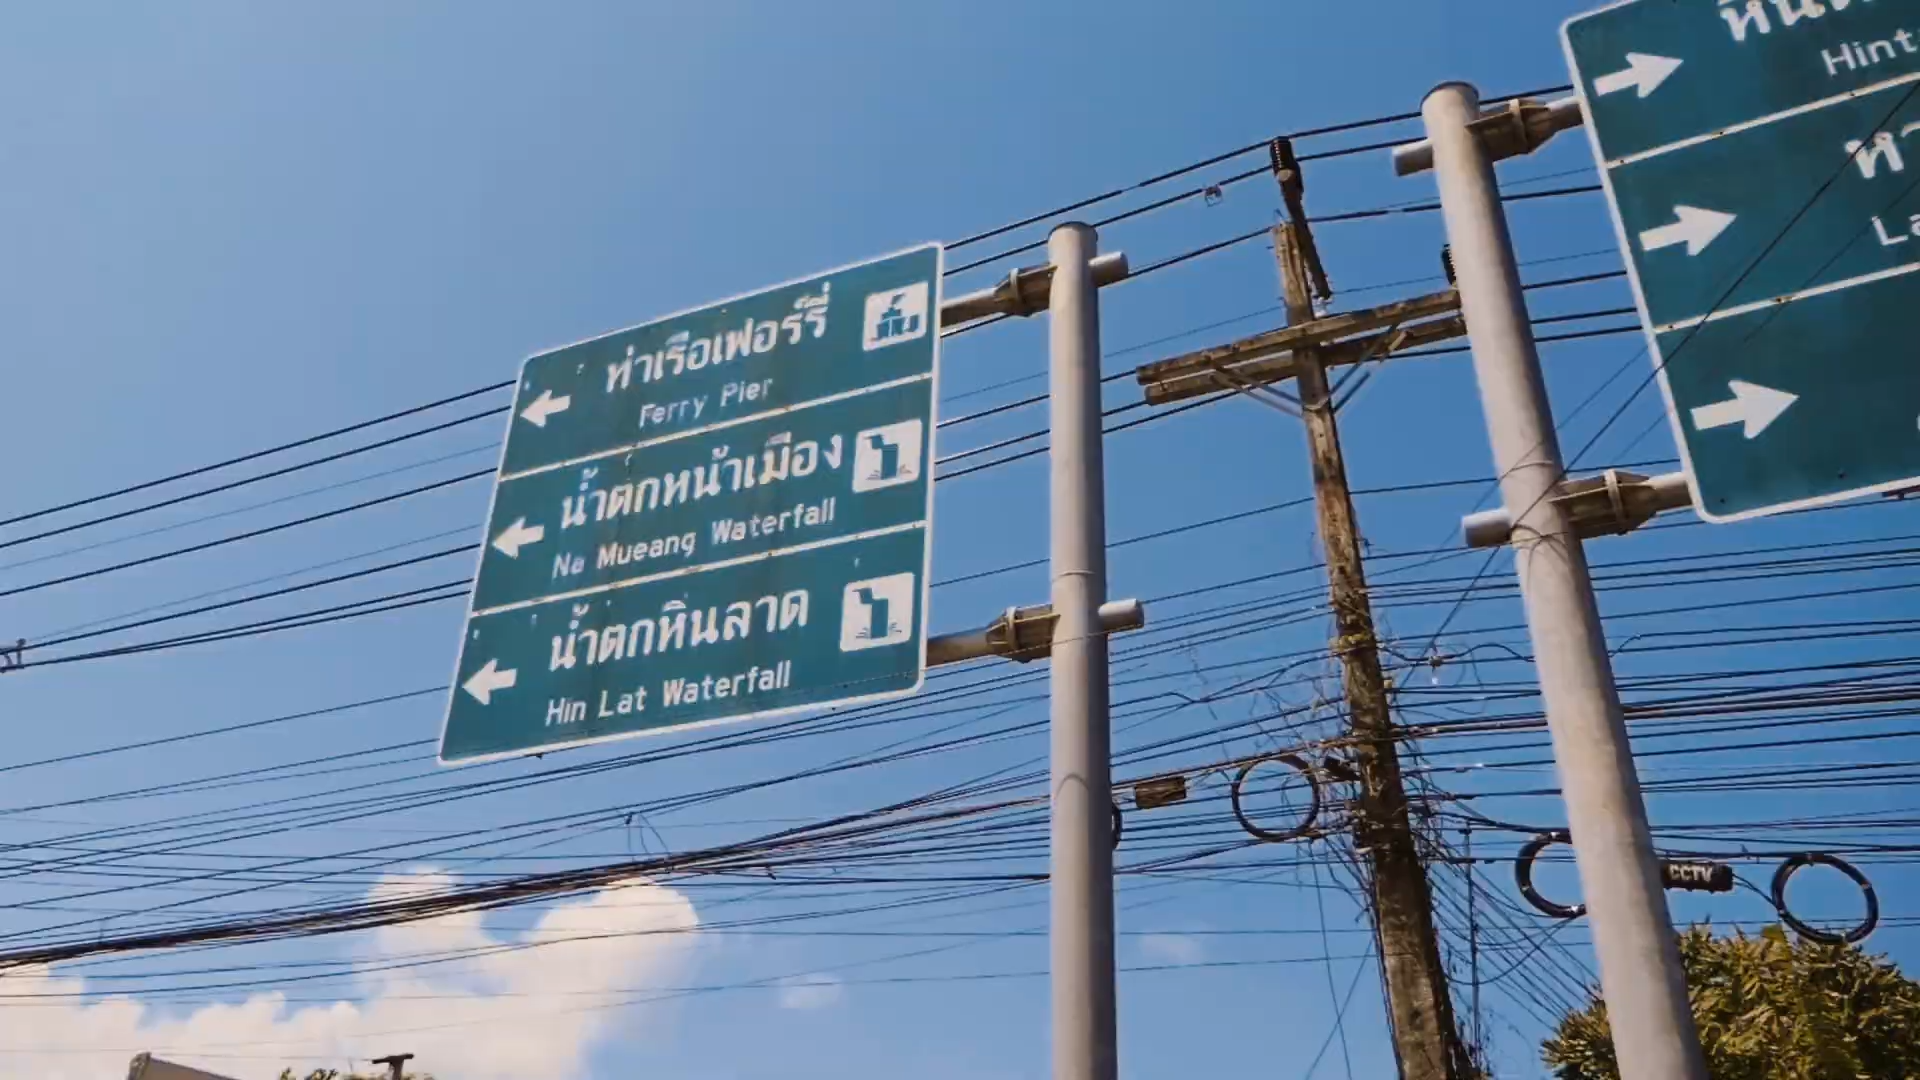 ท่าเรือเฟอร์รี่
Ferry Pier
น้ำตกหน้าเมือง
Na Mueang Waterfall
น้ำตกหินลาด
Hin Lat Waterfall
CCTV